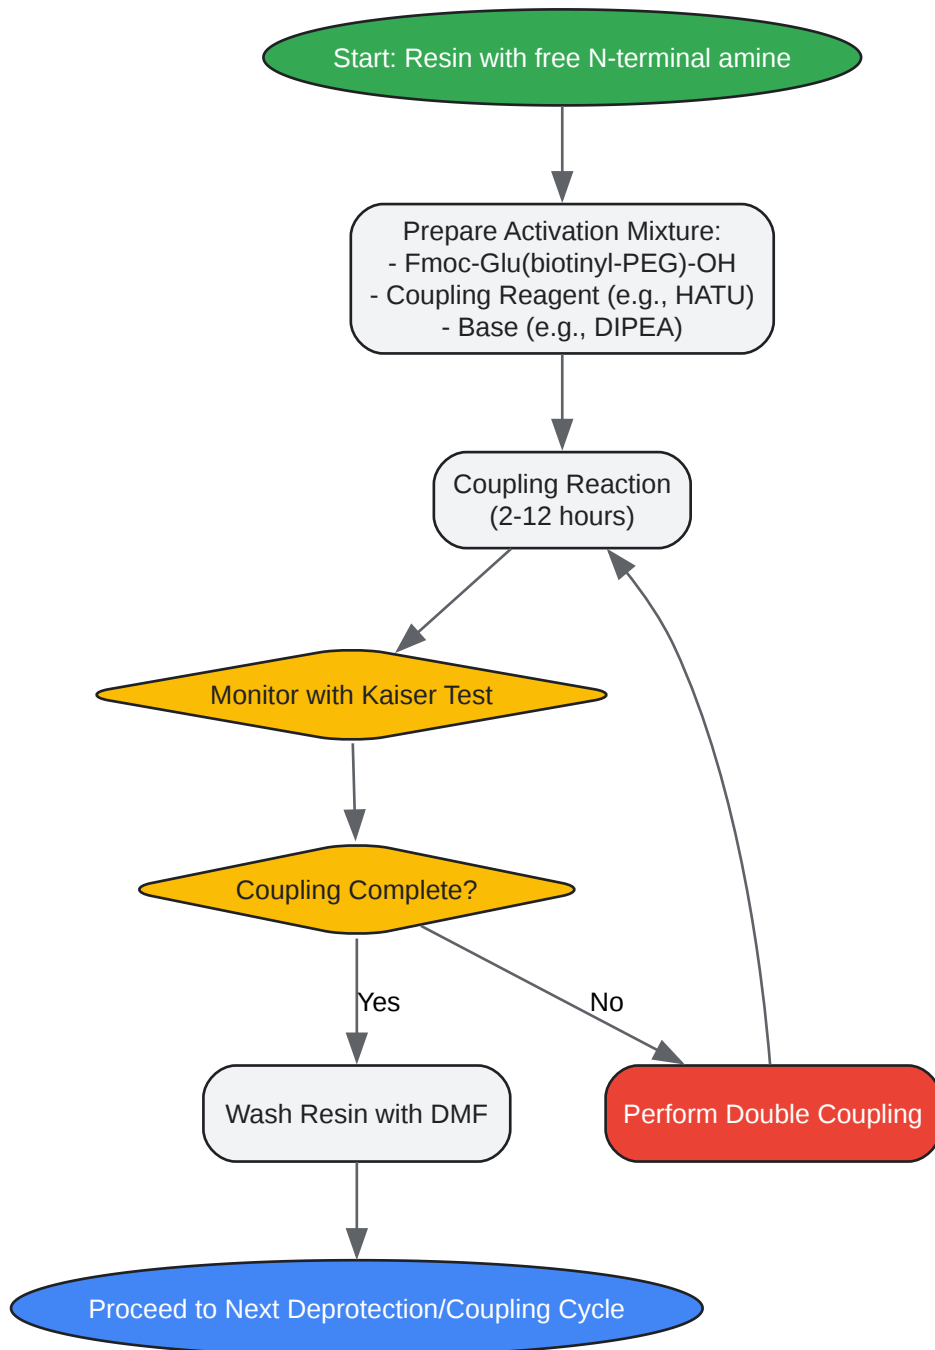 Start: Resin with free N-terminal amine
Prepare Activation Mixture:
- Fmoc-Glu(biotinyl-PEG)-OH
- Coupling Reagent (e.g., HATU)
- Base (e.g., DIPEA)
Coupling Reaction
(2-12 hours)
Monitor with Kaiser Test
Coupling Complete?
Yes
No
Wash Resin with DMF
Perform Double Coupling
Proceed to Next Deprotection/Coupling Cycle